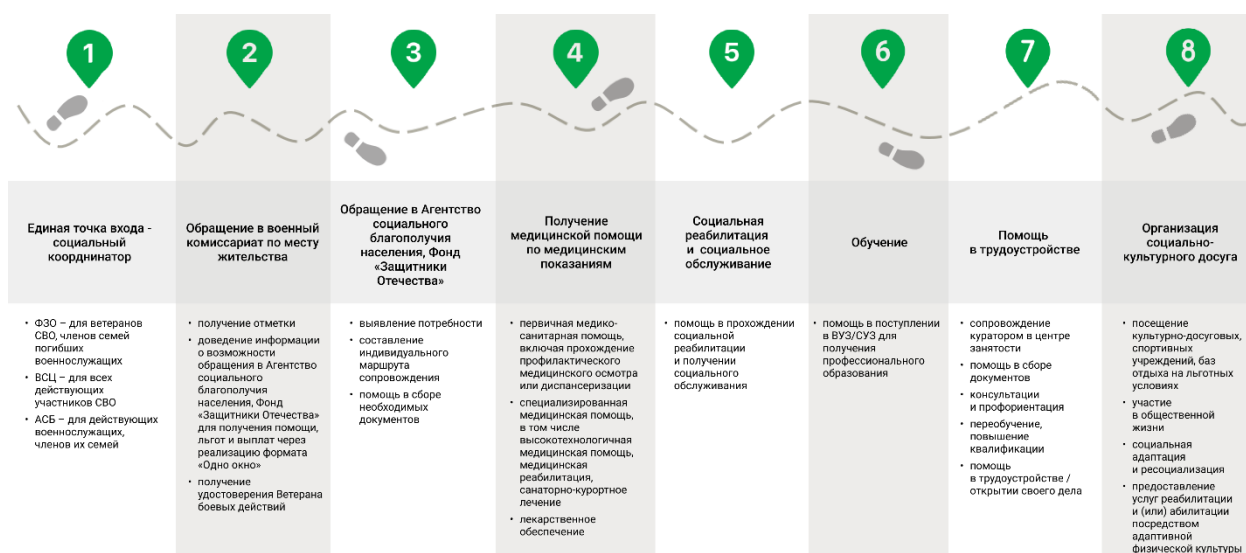 1
2
3
4
5
6
7
8
Единая точка входа -
социальный
коорднинатор
Обращение в военный
комиссариат по месту
жительства
Обращение в Агентство
социального
благополучия
населения, Фонд
«Защитники
Отечества»
Получение
медицинской помощи
по медицинским
показаниям
Социальная
реабилитация
и социальное
обслуживание
Обучение
Помощь
в трудоустройстве
Организация
социально-
культурного досуга
• ФЗО – для ветеранов
СВО, членов семей
погибших
военнослужащих
• ВСЦ – для всех
действующих
участников СВО
• АСБ – для действующих
военнослужащих,
членов их семей
• получение отметки
• доведение информации
о возможности
обращения в Агентство
социального
благополучия
населения, Фонд
«Защитники Отечества»
для получения помощи,
льгот и выплат через
реализацию формата
«Одно окно»
• получение
удостоверения Ветерана
боевых действий
• выявление потребности
• составление
индивидуального
маршрута
сопровождения
• помощь в сборе
необходимых
документов
• первичная медико-
санитарная помощь,
включая прохождение
профилактического
медицинского осмотра
или диспансеризации
• специализированная
медицинская помощь,
в том числе
высокотехнологичная
медицинская помощь,
медицинская
реабилитация,
санаторно-курортное
лечение
• лекарственное
обеспечение
• помощь в прохождении
социальной
реабилитации
и получении
социального
обслуживания
• помощь в поступлении
в ВУЗ/СУЗ для
получения
профессионального
образования
• сопровождение
куратором в центре
занятости
• помощь в сборе
документов
• консультации
и профориентация
• переобучение,
повышение
квалификации
• помощь
в трудоустройстве /
открытии своего дела
• посещение
культурно-досуговых,
спортивных
учреждений, баз
отдыха на льготных
условиях
• участие
в общественной
жизни
• социальная
адаптация
и ресоциализация
• предоставление
услуг реабилитации
и (или) абилитации
посредством
адаптивной
физической культуры